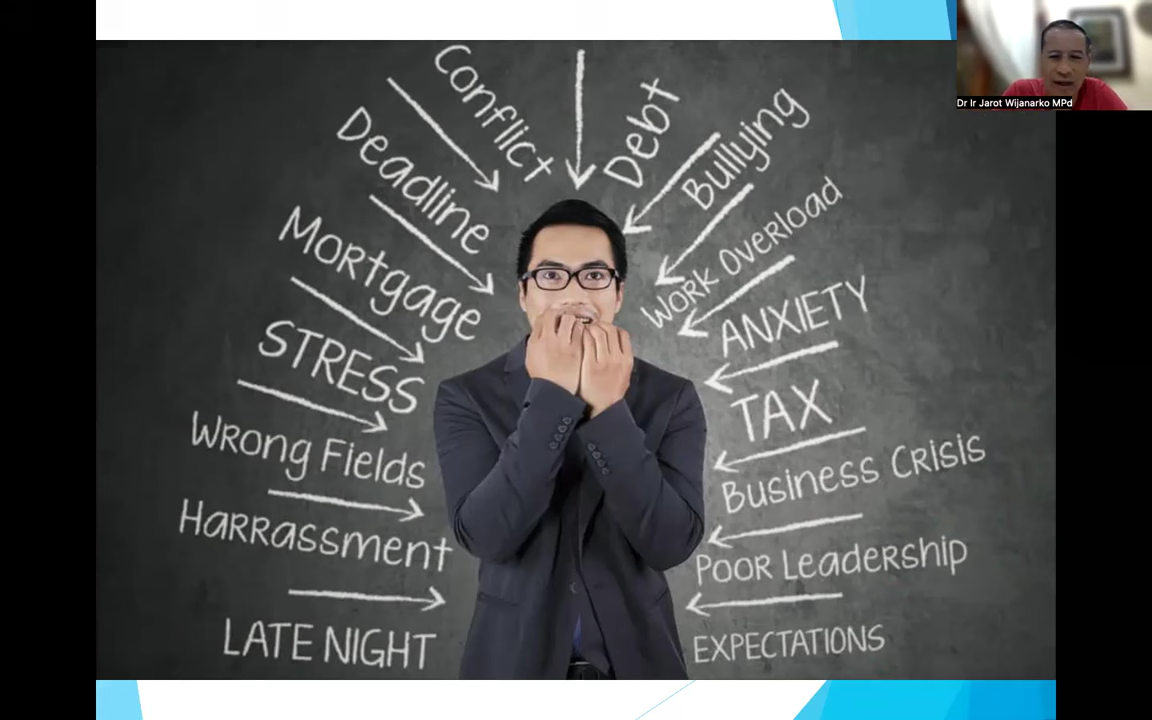 Dr Ir Jarot Wijanarko MPd
Conflict
Debt
Deadline
Bullying
Mortgage
WORK OVERLOAD
STRESS
ANXIETY
Wrong Fields
TAX
Harrassment
Business Crisis
LATE NIGHT
Poor Leadership
EXPECTATIONS